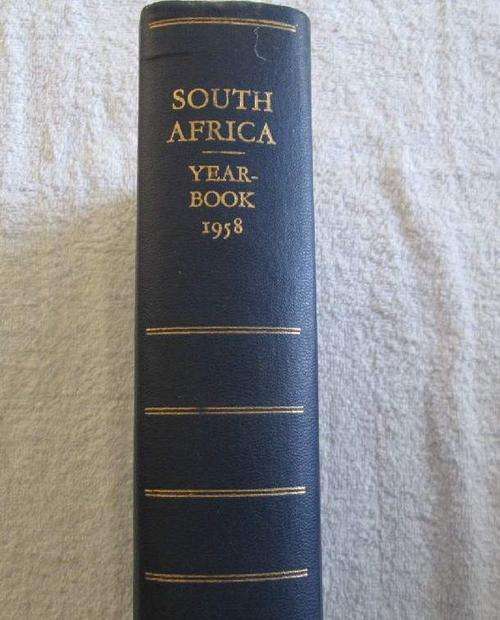 SOUTH
AFRICA
YEAR-
BOOK
1958